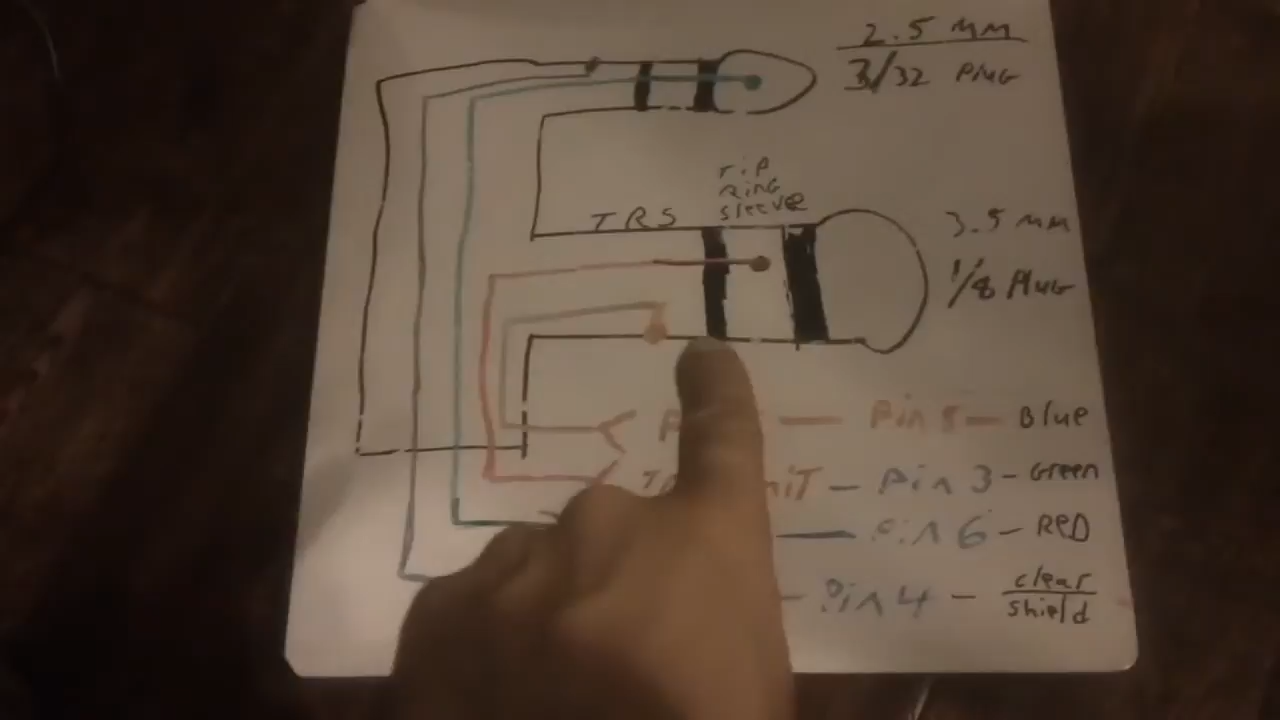 2.5 MM
3/32 PluG
TiP
RiNG
Sleeve
TRS
3.5 MM
1/8 PluG
Pin — Blue
Pin 3 - Green
Pin 6 - RED
Pin 4 - clear
shield